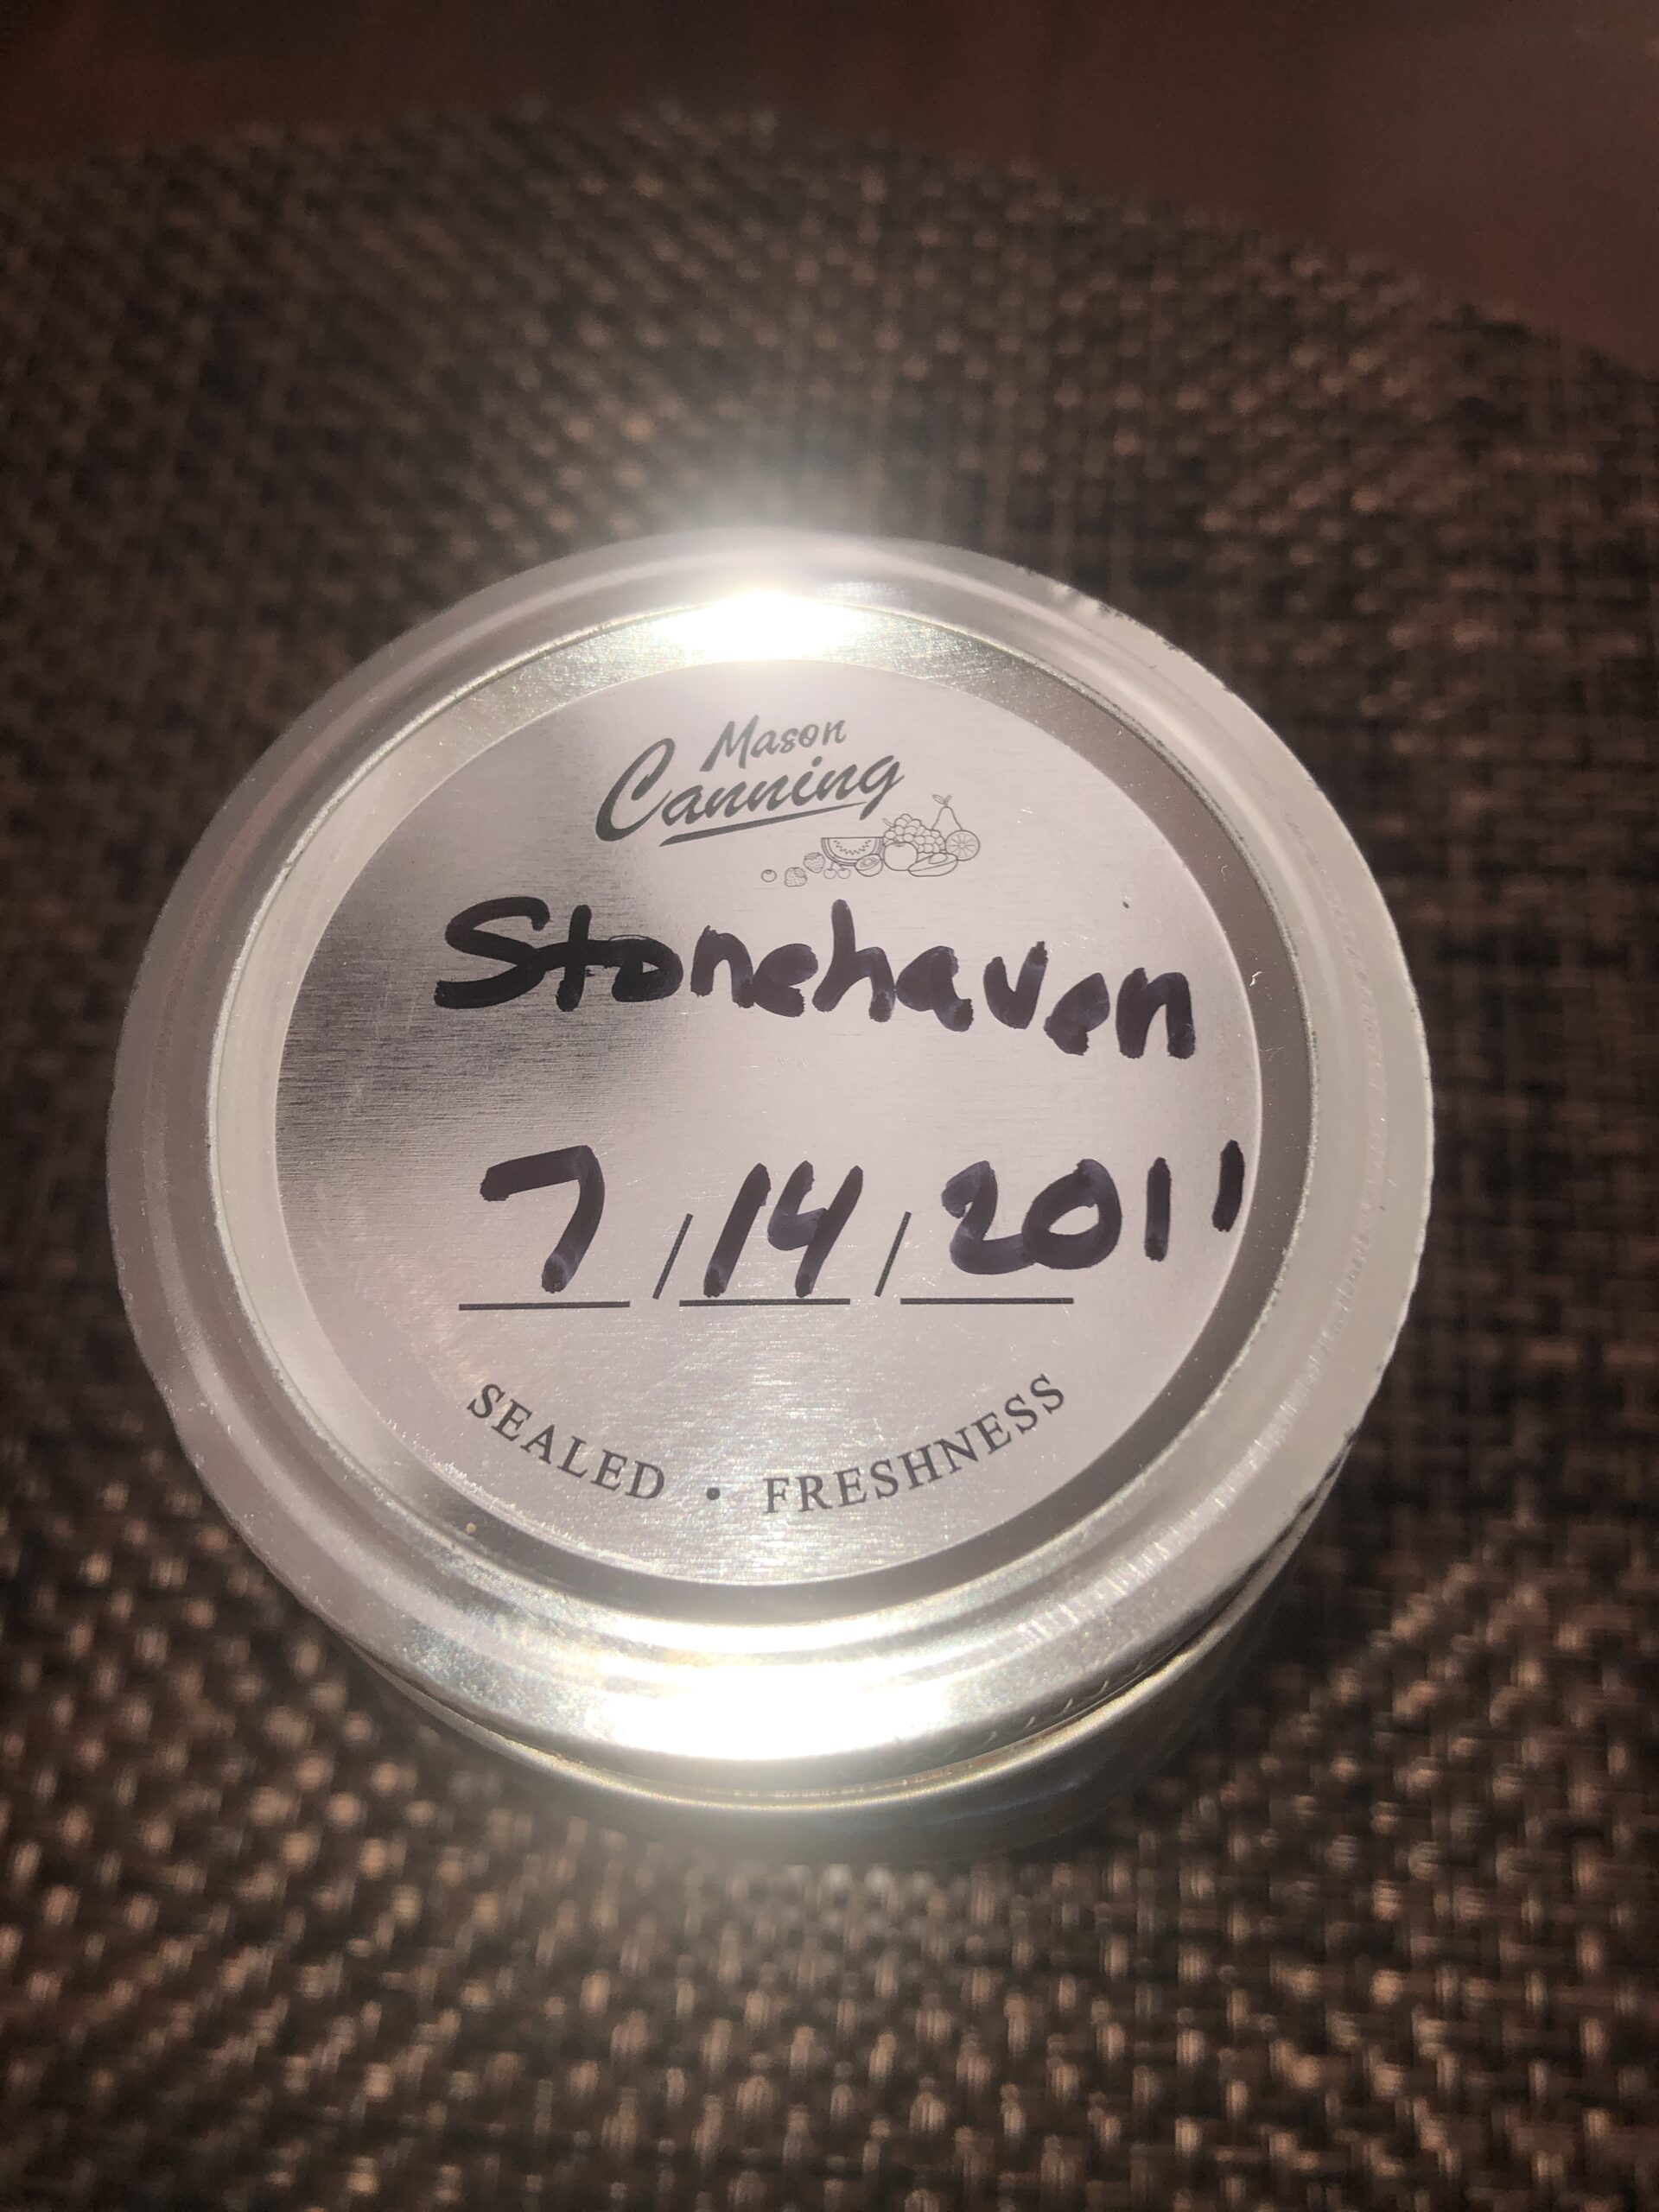 Mason
Canning
Stonehaven
7/14/2011
SEALED • FRESHNESS